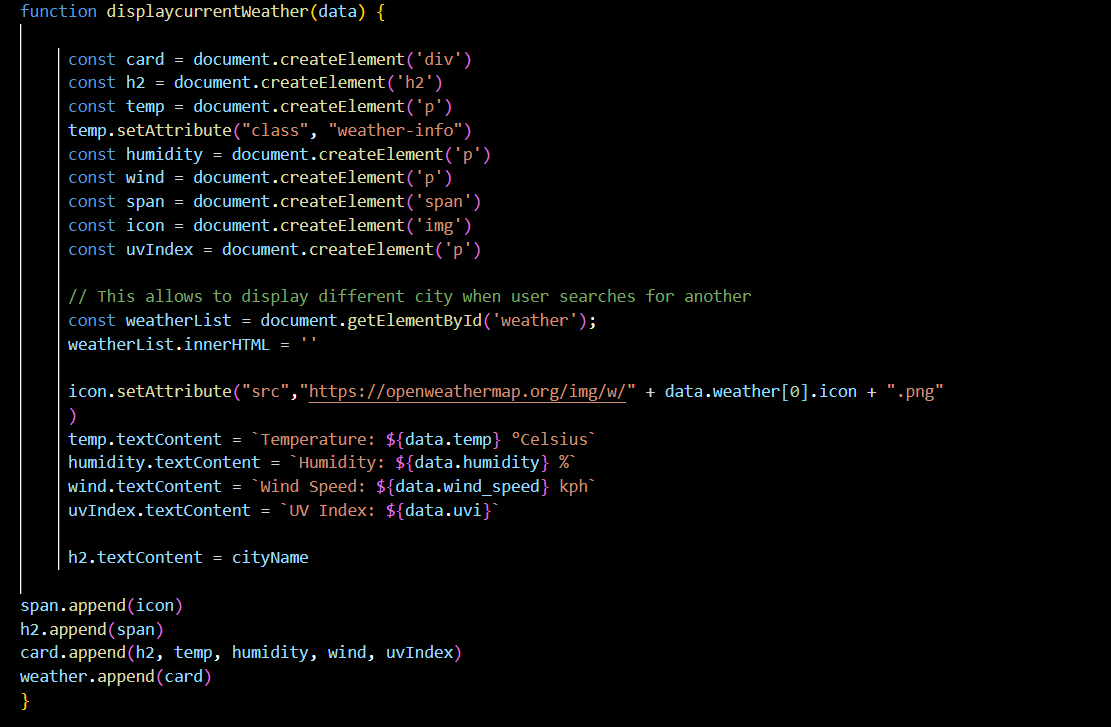 function displaycurrentWeather(data) {
const card = document.createElement('div')
const h2 = document.createElement('h2')
const temp = document.createElement('p')
temp.setAttribute("class", "weather-info")
const humidity = document.createElement('p')
const wind = document.createElement('p')
const span = document.createElement('span')
const icon = document.createElement('img')
const uvIndex = document.createElement('p')
// This allows to display different city when user searches for another
const weatherList = document.getElementById('weather');
weatherList.innerHTML = ''
icon.setAttribute("src","https://openweathermap.org/img/w/" + data.weather[0].icon + ".png"
)
temp.textContent = `Temperature: ${data.temp} °Celsius`
humidity.textContent = `Humidity: ${data.humidity} %`
wind.textContent = `Wind Speed: ${data.wind_speed} kph`
uvIndex.textContent = `UV Index: ${data.uvi}`
h2.textContent = cityName
span.append(icon)
h2.append(span)
card.append(h2, temp, humidity, wind, uvIndex)
weather.append(card)
}